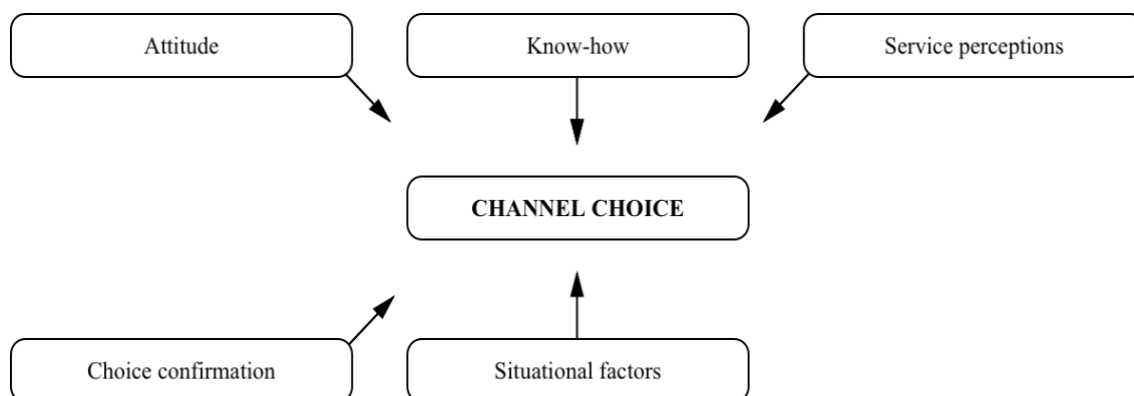 Attitude
Know-how
Service perceptions
CHANNEL CHOICE
Choice confirmation
Situational factors